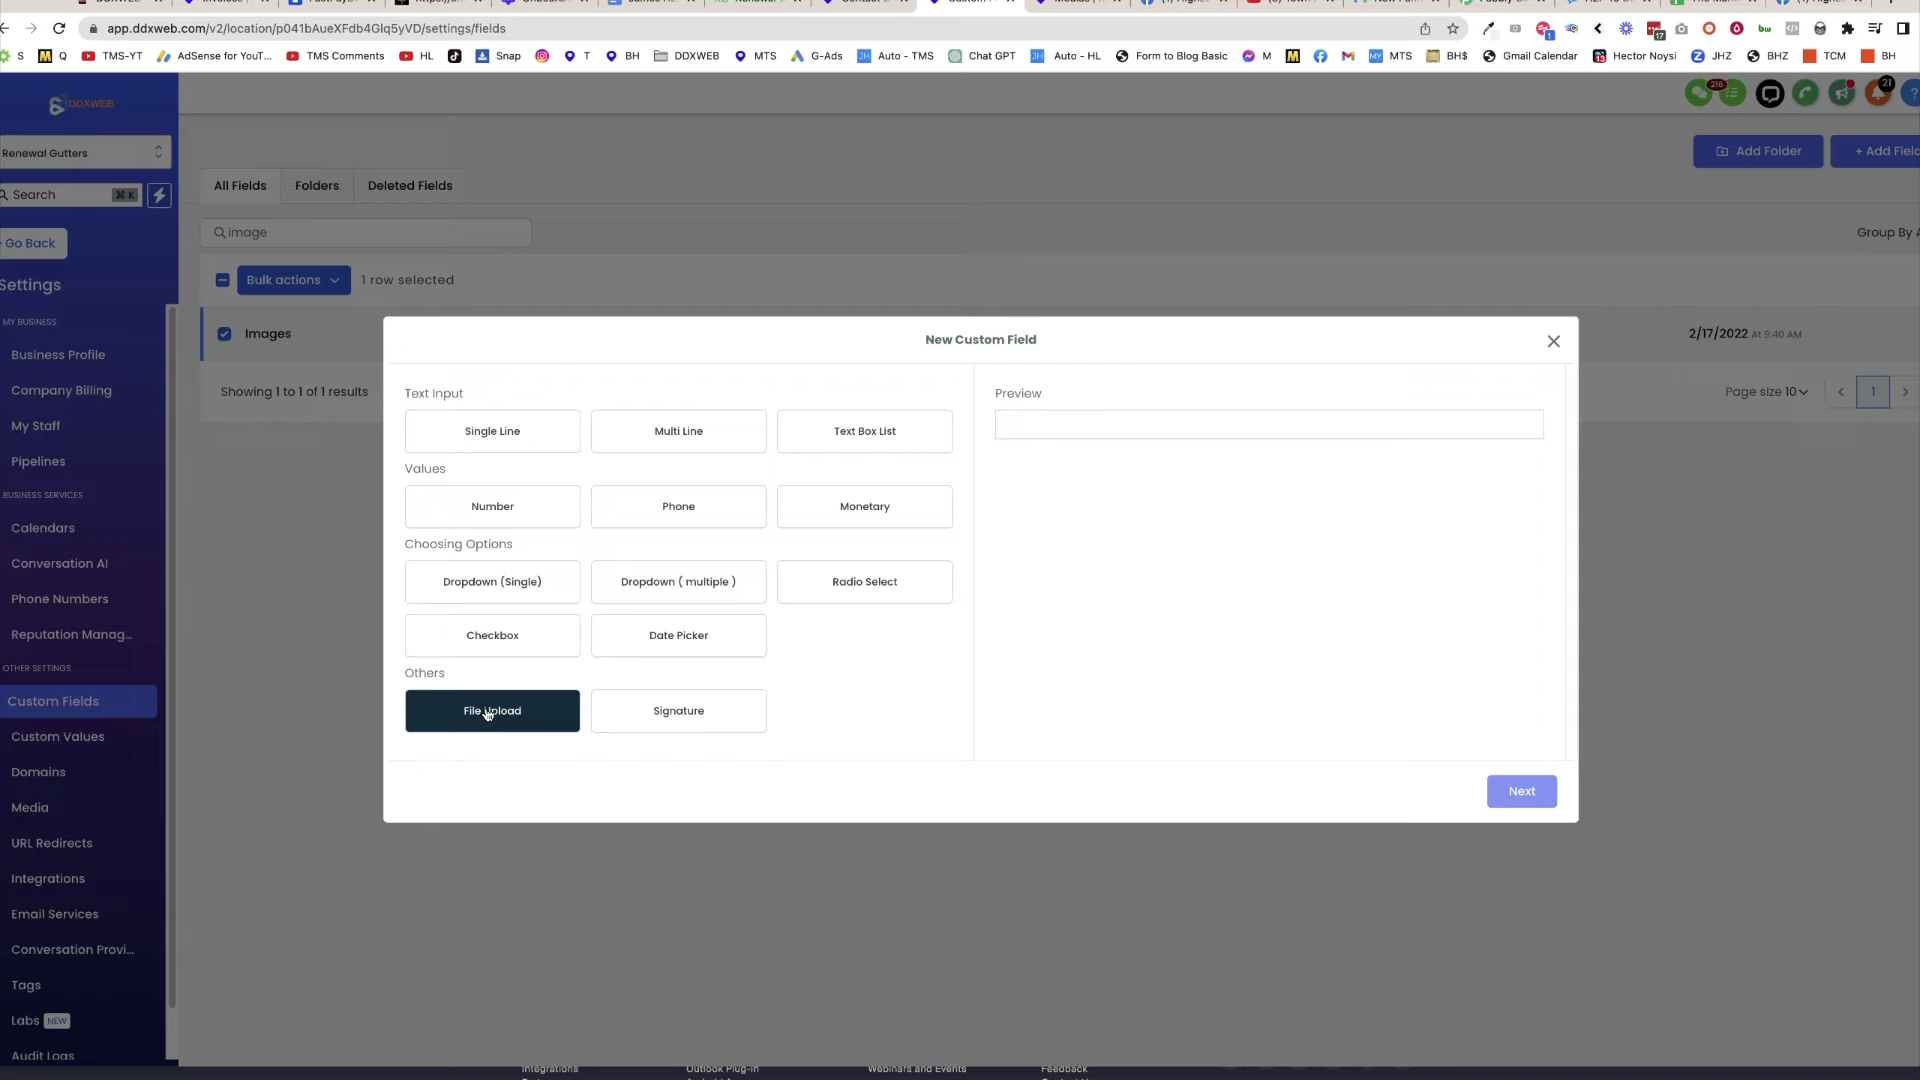 app.ddxweb.com/v2/location/p041bAueXFdb4Glq5yVD/settings/fields
S
Q
TMS-YT
AdSense for YouT...
TMS Comments
HL
Snap
T
BH
DDXWEB
MTS
G-Ads
Auto - TMS
Chat GPT
Auto - HL
Form to Blog Basic
M
MTS
BH$
Gmail Calendar
Hector Noysi
JHZ
BHZ
TCM
BH
DDXWEB
216
21
Renewal Gutters
Search
⌘ K
Go Back
Settings
MY BUSINESS
Business Profile
Company Billing
My Staff
Pipelines
BUSINESS SERVICES
Calendars
Conversation AI
Phone Numbers
Reputation Manag...
OTHER SETTINGS
Custom Fields
Custom Values
Domains
Media
URL Redirects
Integrations
Email Services
Conversation Provi...
Tags
Labs NEW
Audit Logs
Add Folder
+ Add Field
All Fields
Folders
Deleted Fields
image
Group By A
Bulk actions
1 row selected
Images
2/17/2022 At 9:40 AM
Showing 1 to 1 of 1 results
Page size 10
< 1 >
New Custom Field
Text Input
Single Line
Multi Line
Text Box List
Values
Number
Phone
Monetary
Choosing Options
Dropdown (Single)
Dropdown ( multiple )
Radio Select
Checkbox
Date Picker
Others
File Upload
Signature
Preview
Next
Integrations
Outlook Plug-in
Webinars and Events
Feedback